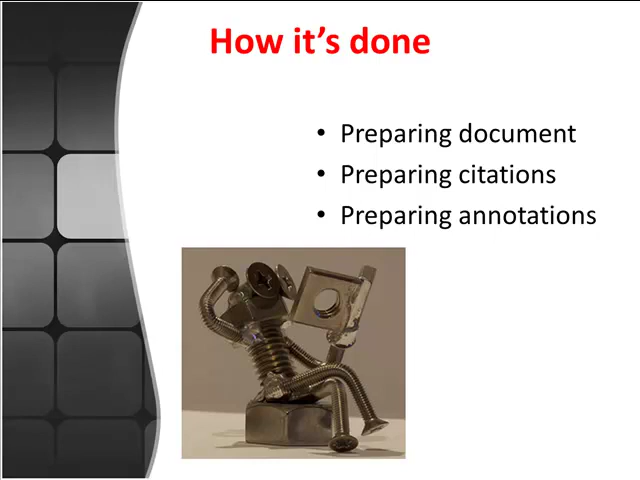 How it’s done
• Preparing document
• Preparing citations
• Preparing annotations